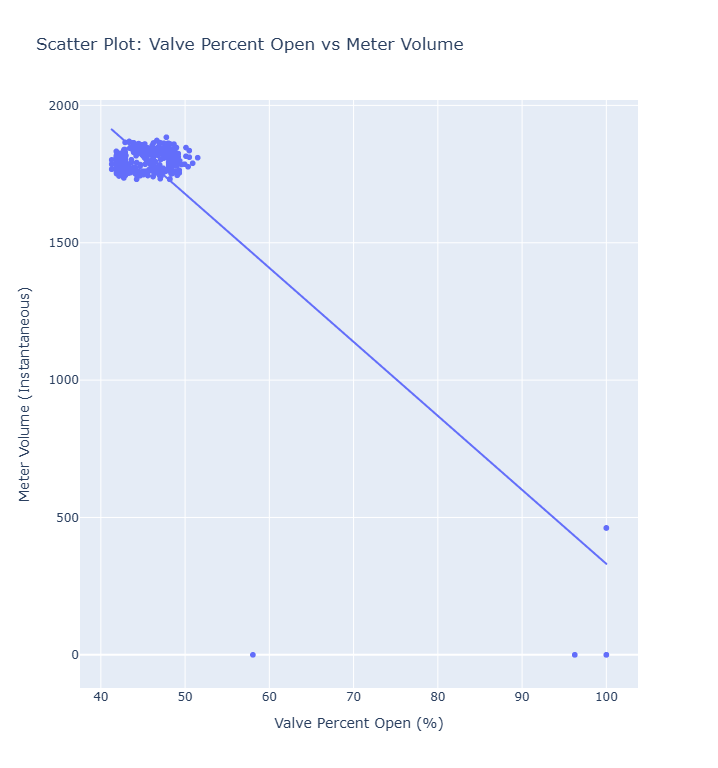 Scatter Plot: Valve Percent Open vs Meter Volume
2000
1500
1000
500
0
Meter Volume (Instantaneous)
40 50 60 70 80 90 100
Valve Percent Open (%)